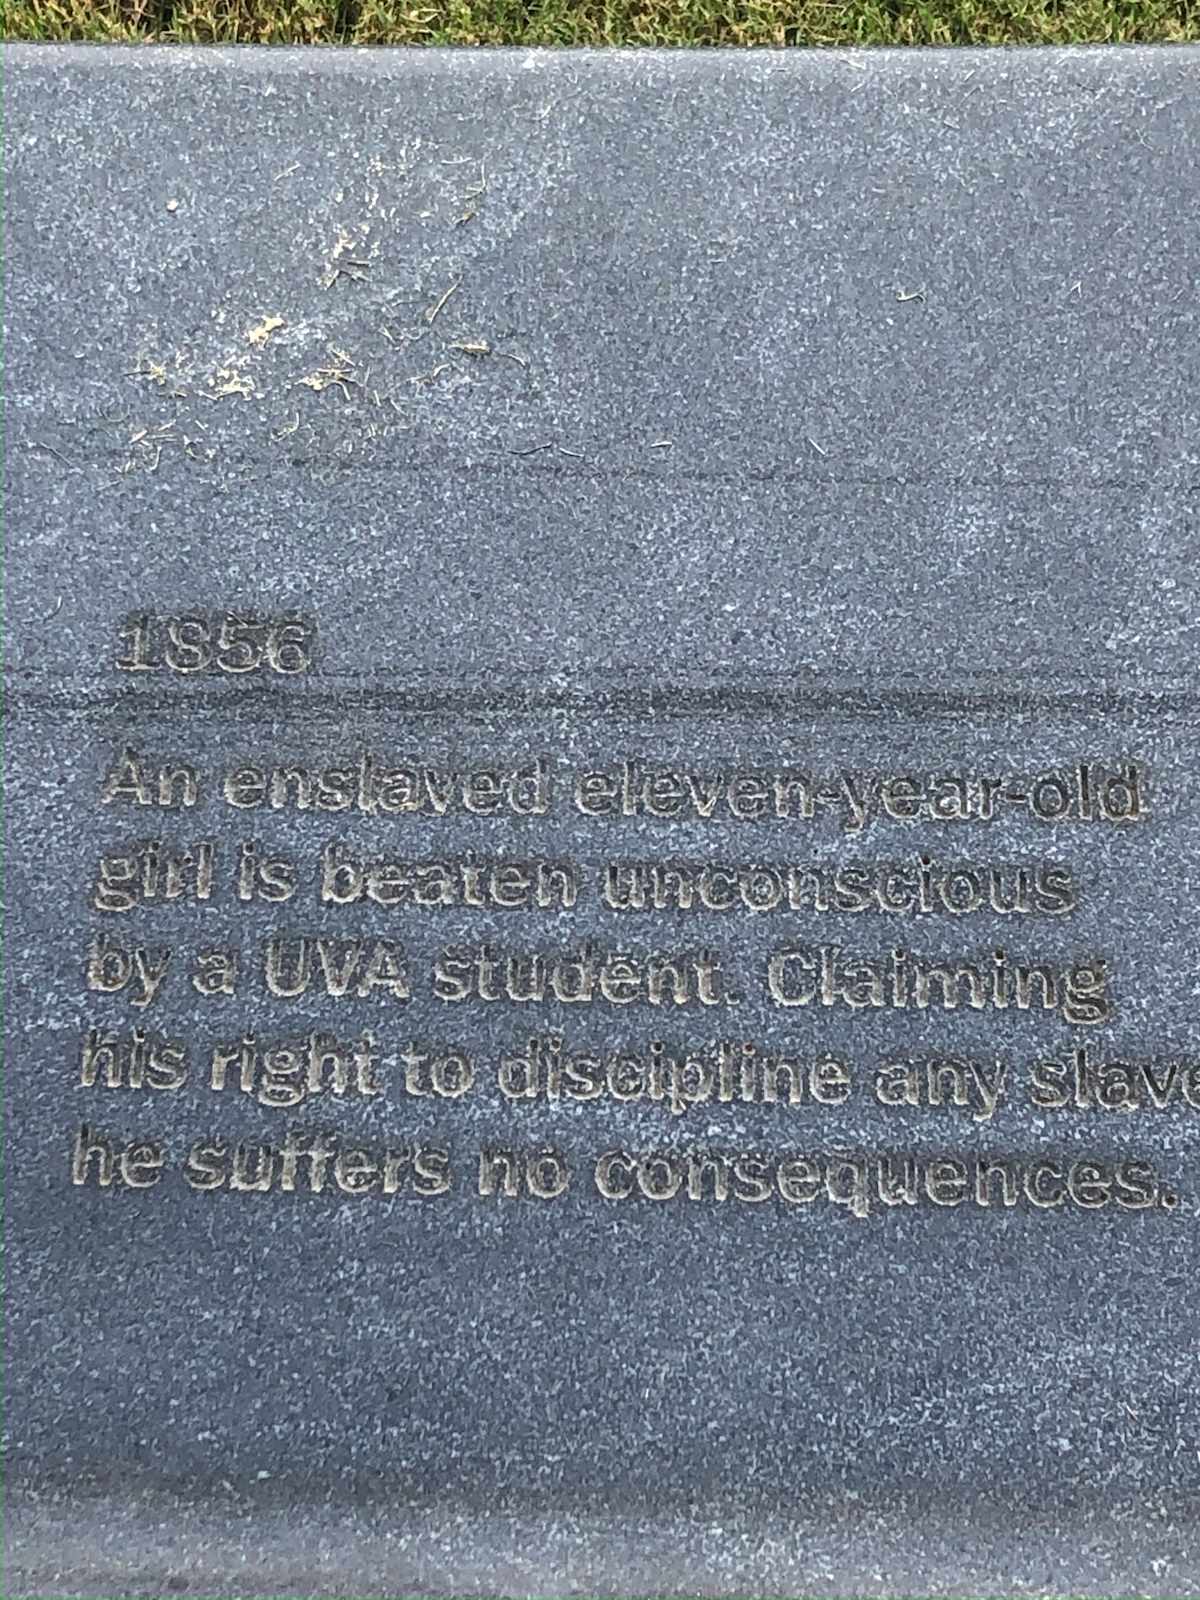 1856
An enslaved eleven-year-old
girl is beaten unconscious
by a UVA student. Claiming
his right to discipline any slave
he suffers no consequences.